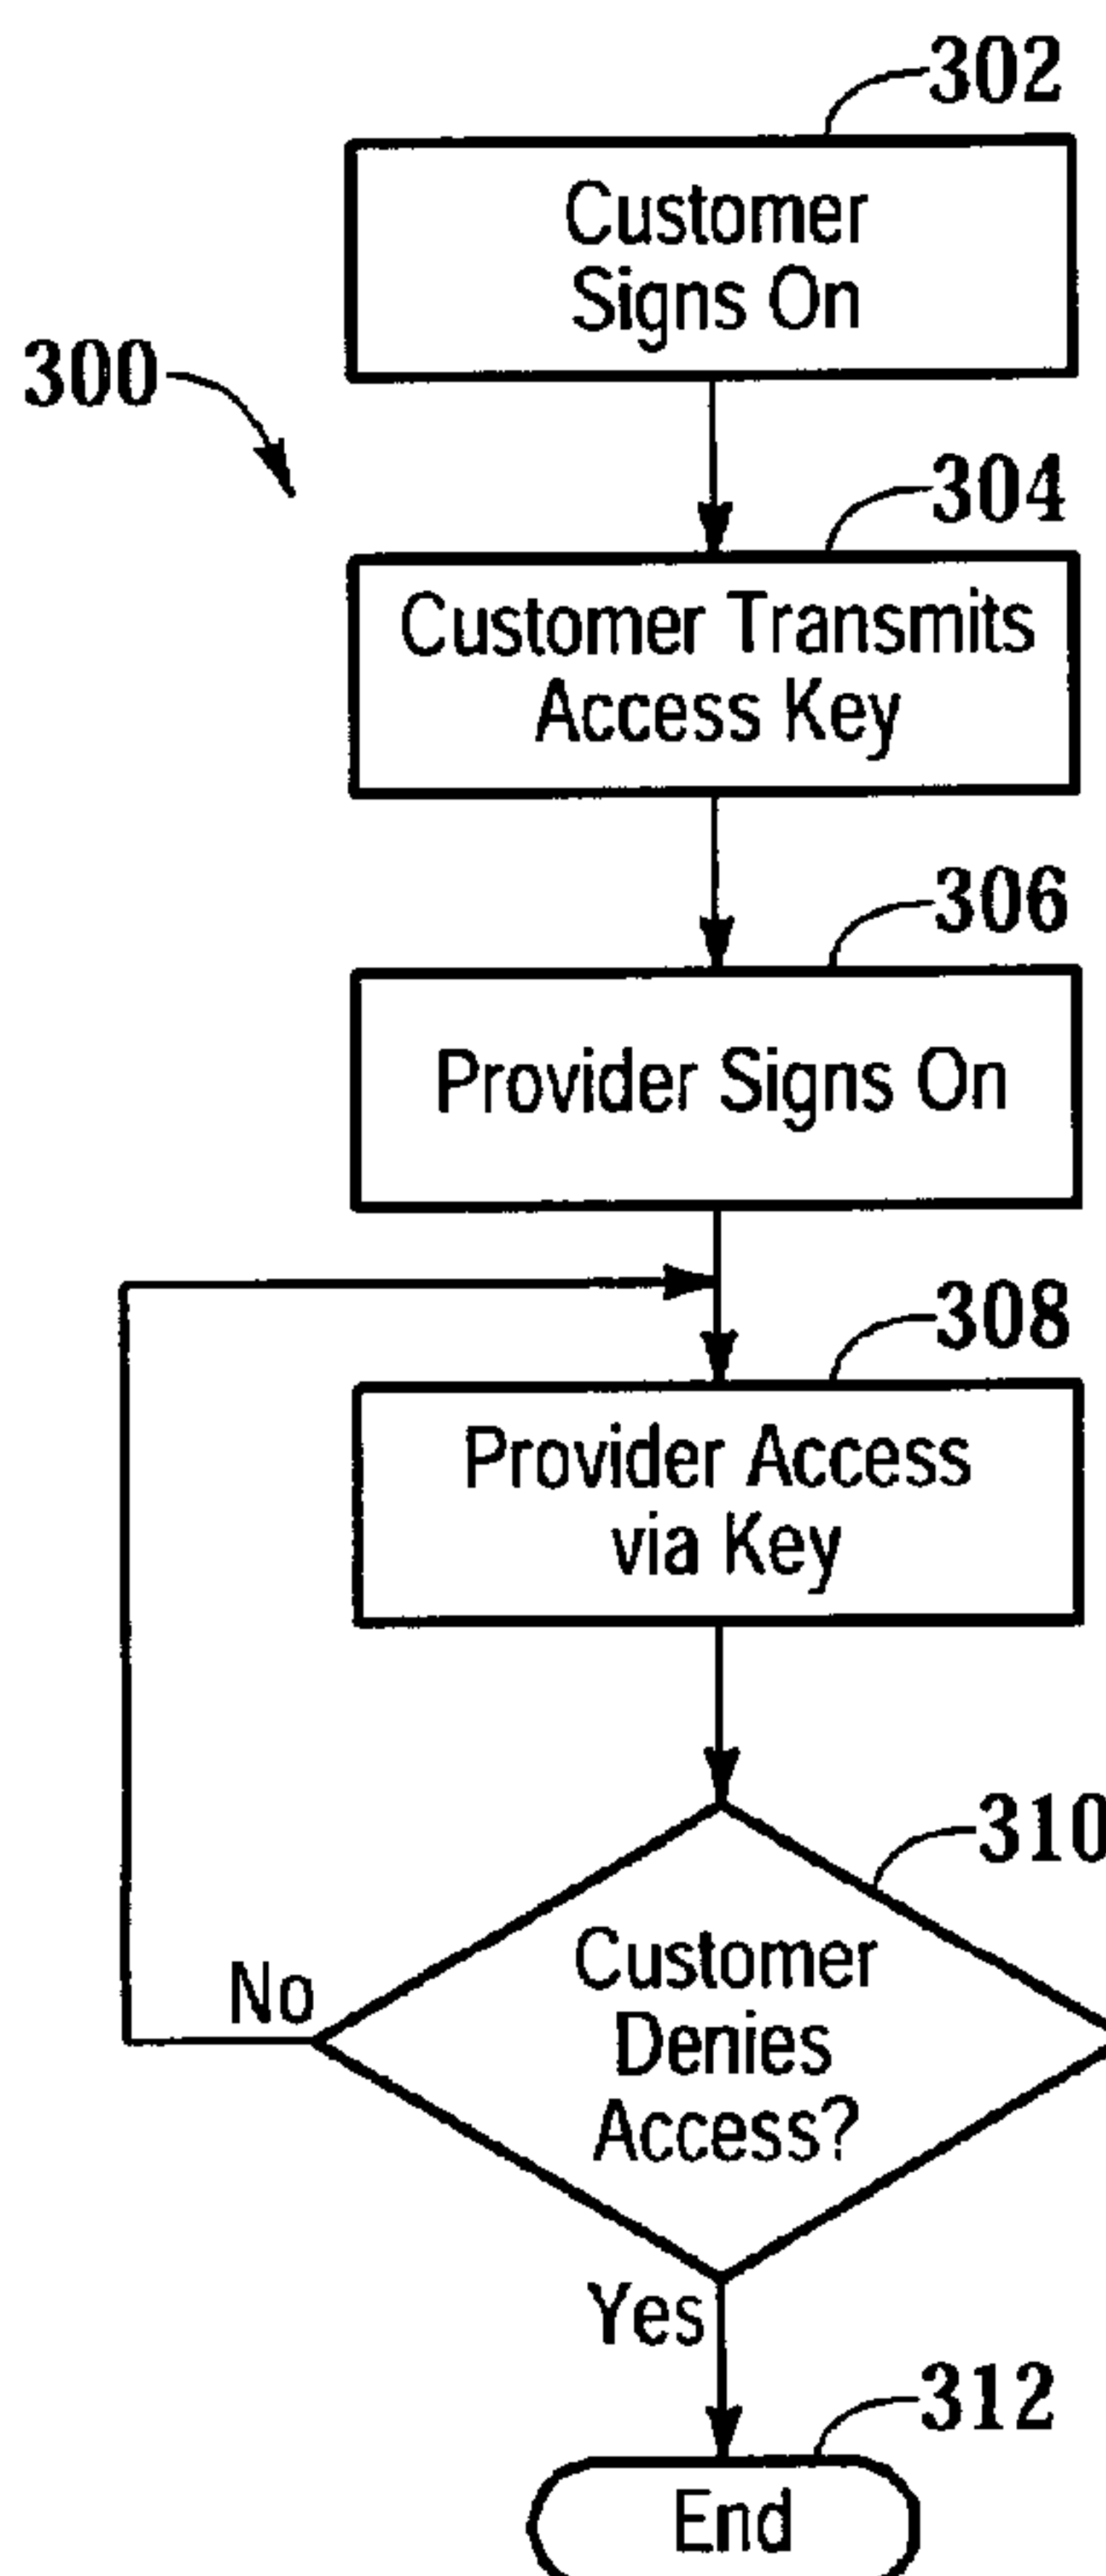 302
Customer
Signs On
300
304
Customer Transmits
Access Key
306
Provider Signs On
308
Provider Access
via Key
310
Customer
Denies
Access?
No
Yes
312
End